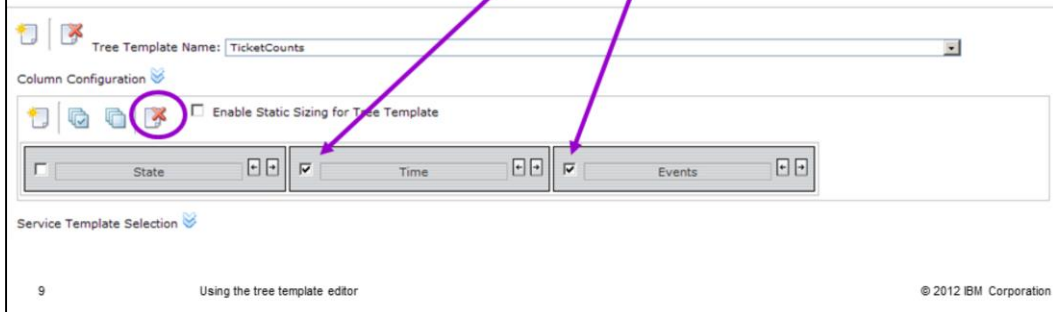 Tree Template Name: TicketCounts
Column Configuration
Enable Static Sizing for Tree Template
State Time Events
Service Template Selection
9 Using the tree template editor © 2012 IBM Corporation